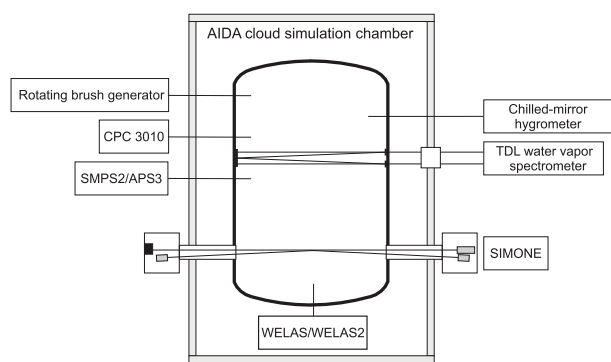 AIDA cloud simulation chamber
Rotating brush generator
Chilled-mirror
hygrometer
CPC 3010
TDL water vapor
spectrometer
SMPS2/APS3
SIMONE
WELAS/WELAS2